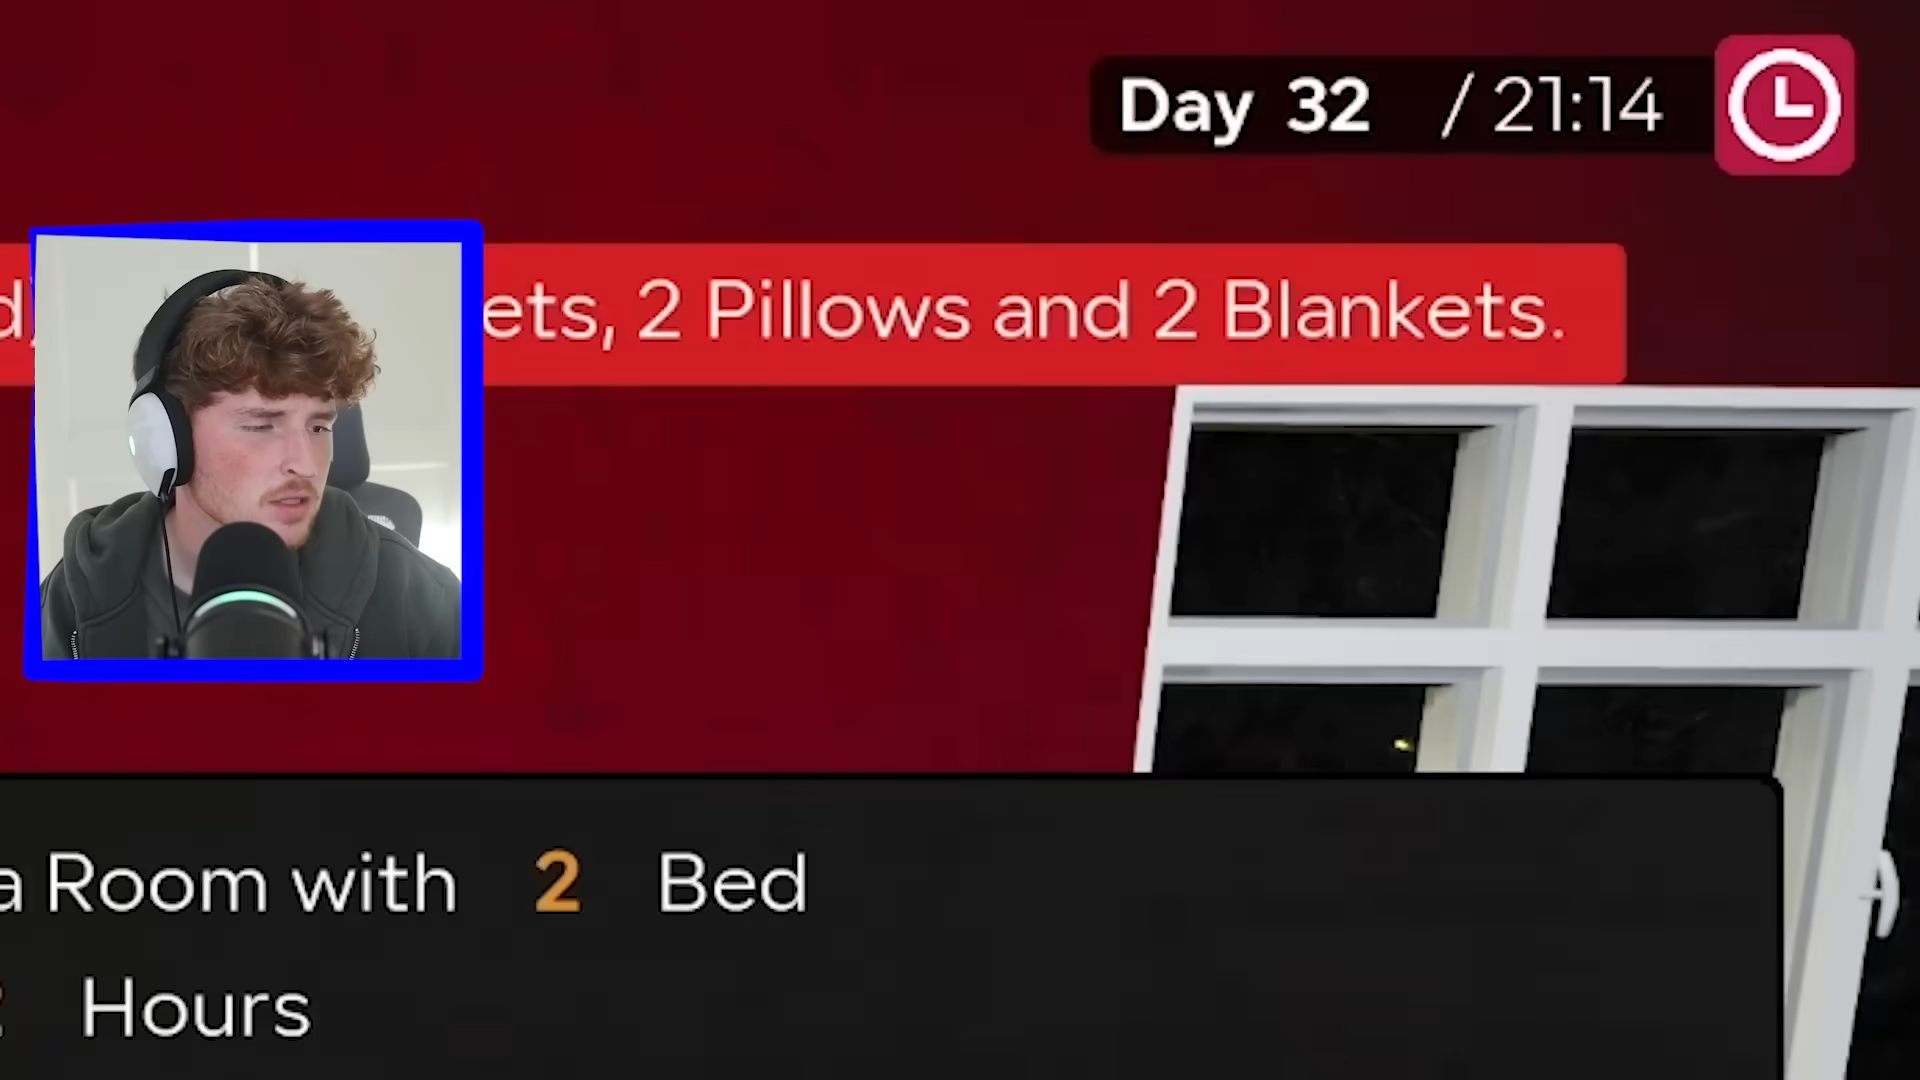 Day 32 / 21:14
ets, 2 Pillows and 2 Blankets.
a Room with 2 Bed
Hours